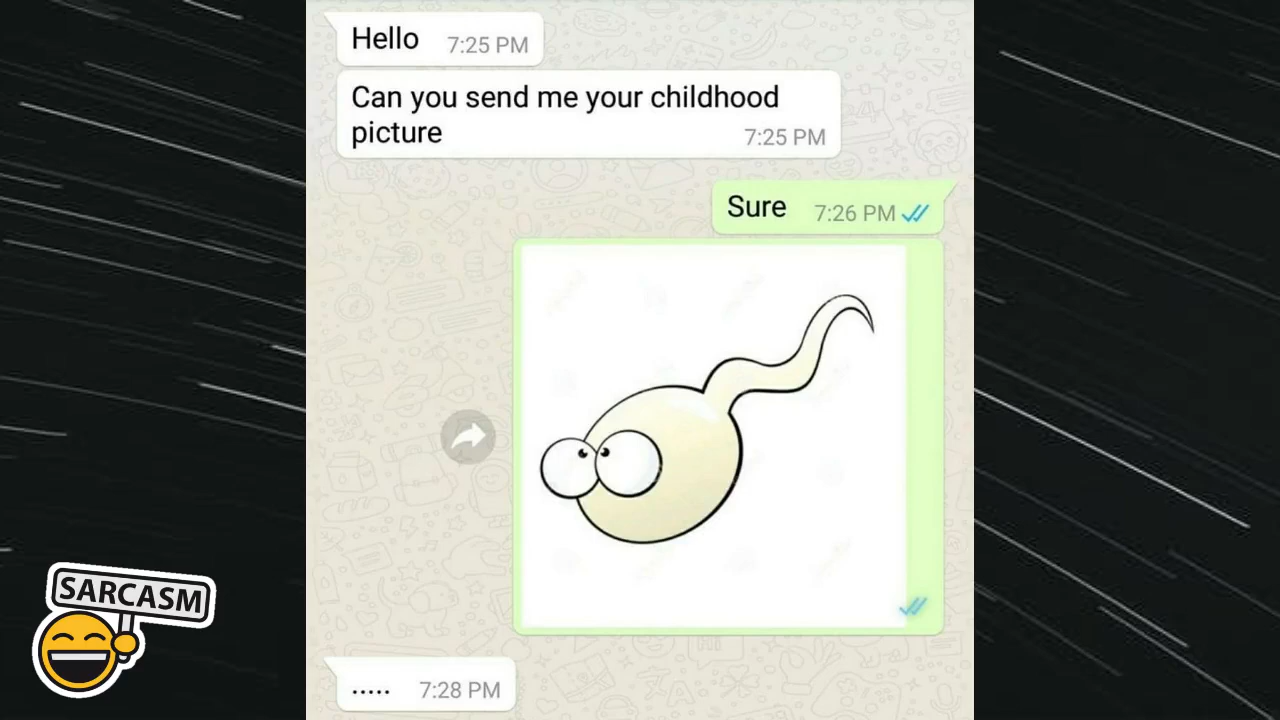 Hello 7:25 PM
Can you send me your childhood
picture 7:25 PM
Sure 7:26 PM
..... 7:28 PM
SARCASM